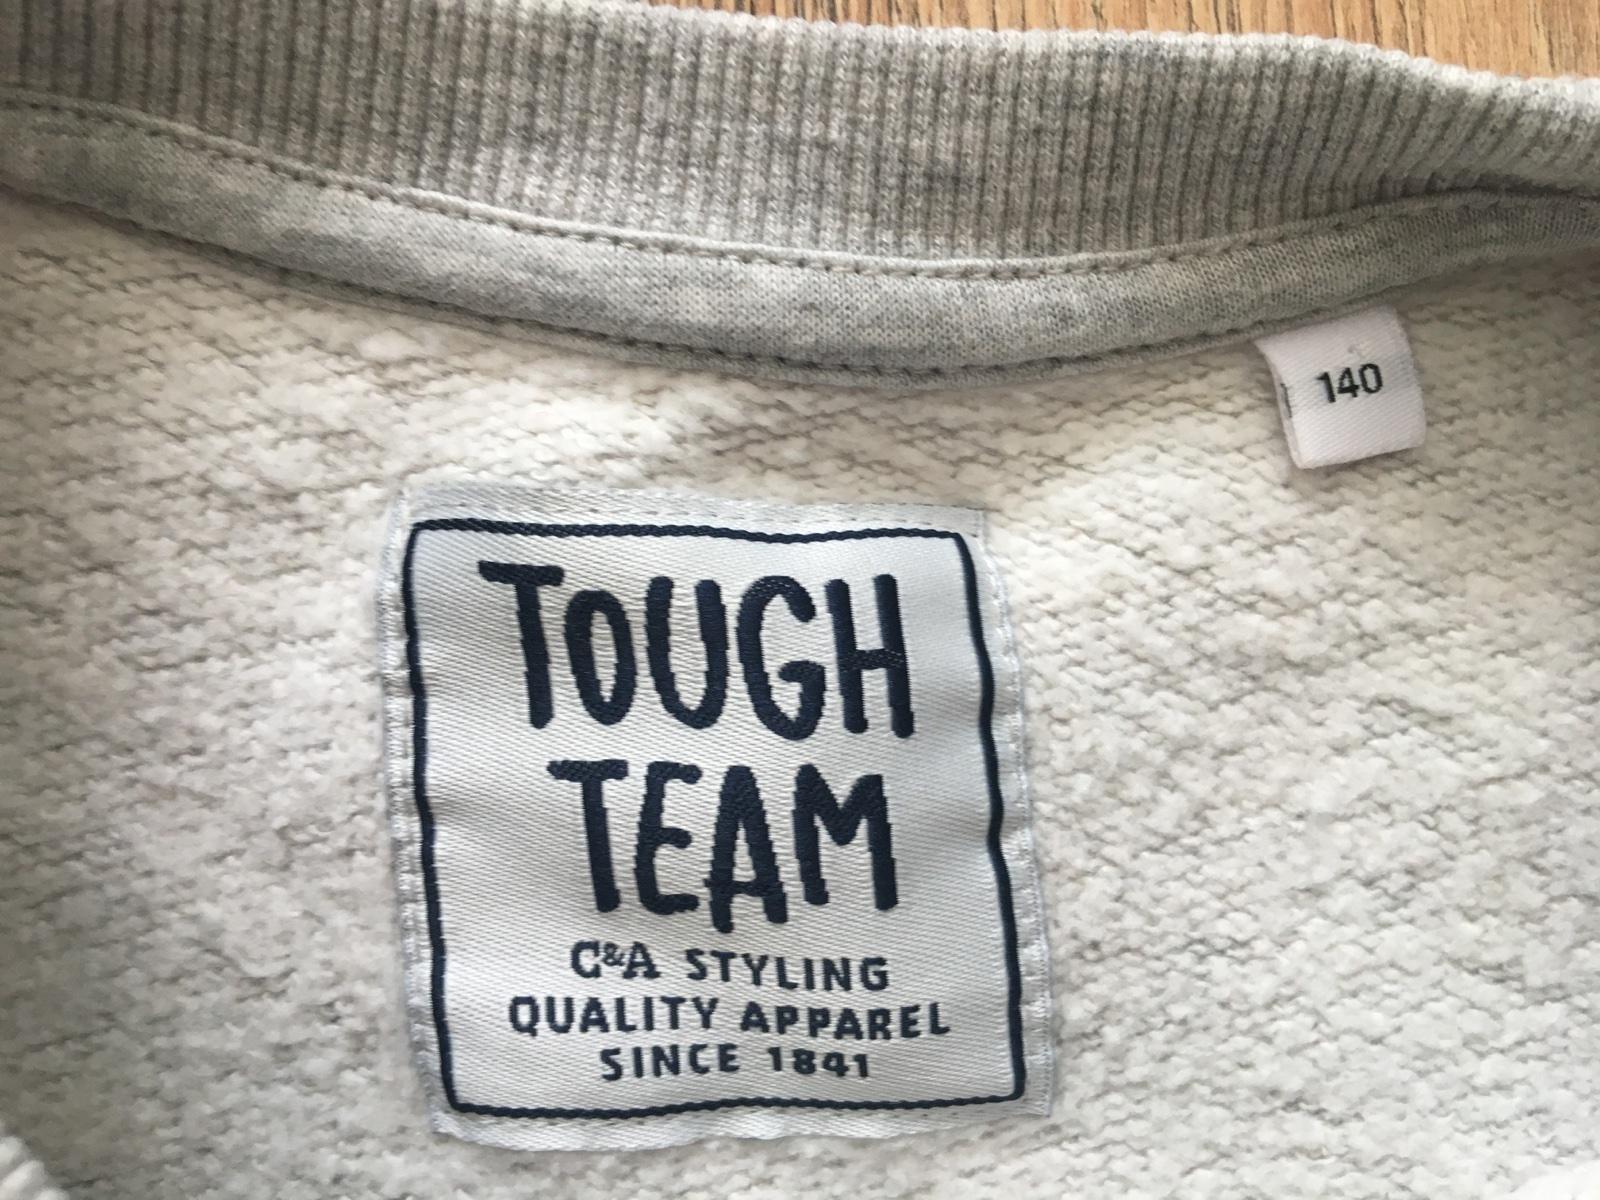 140
TOUGH
TEAM
C&A STYLING
QUALITY APPAREL
SINCE 1841